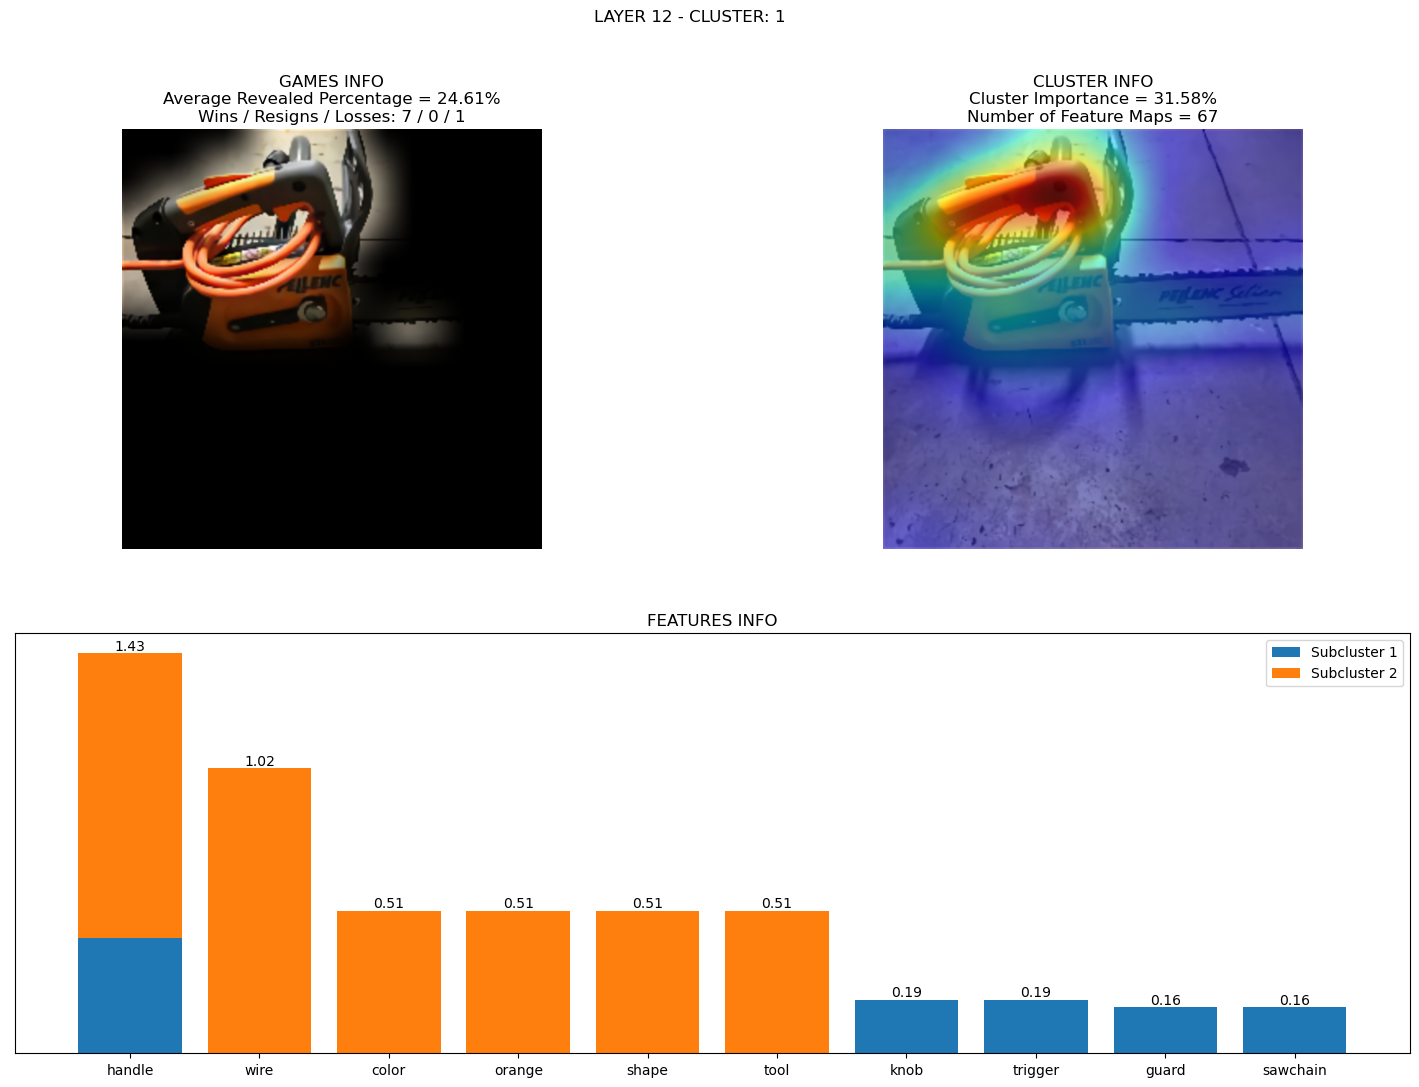 LAYER 12 - CLUSTER: 1
GAMES INFO
Average Revealed Percentage = 24.61%
Wins / Resigns / Losses: 7 / 0 / 1
CLUSTER INFO
Cluster Importance = 31.58%
Number of Feature Maps = 67
PELLENC
PELLENC
PELLENC
PELLENC Selion
FEATURES INFO
Subcluster 1
Subcluster 2
1.43
1.02
0.51
0.51
0.51
0.51
0.19
0.19
0.16
0.16
handle
wire
color
orange
shape
tool
knob
trigger
guard
sawchain